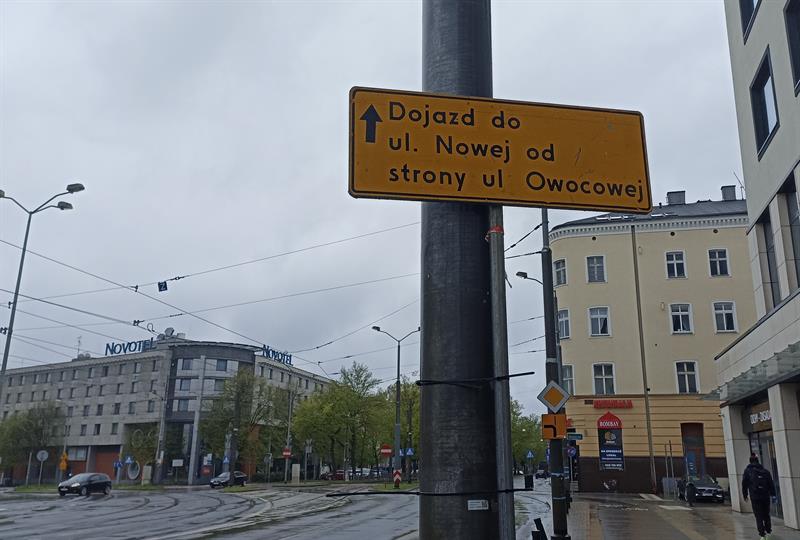 Dojazd do
ul. Nowej od
strony ul Owocowej
NOVOTEL
NOVOTEL
BOMBAY